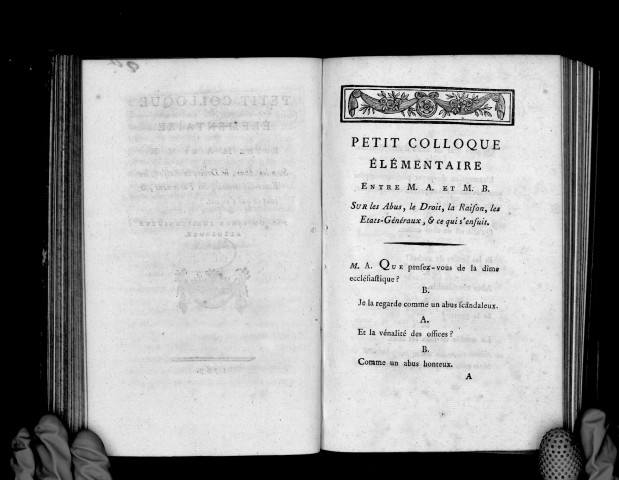 PETIT COLLOQUE
ÉLÉMENTAIRE
ENTRE M. A. ET M. B.
SUR les Abus, le Droit, la Raiſon, les
Etats-Généraux, & ce qui s'enſuit.
M. A. QUE penſez-vous de la dîme
eccléſiaſtique?
B.
Je la regarde comme un abus ſcandaleux.
A.
Et la vénalité des offices?
B.
Comme un abus honteux.
A